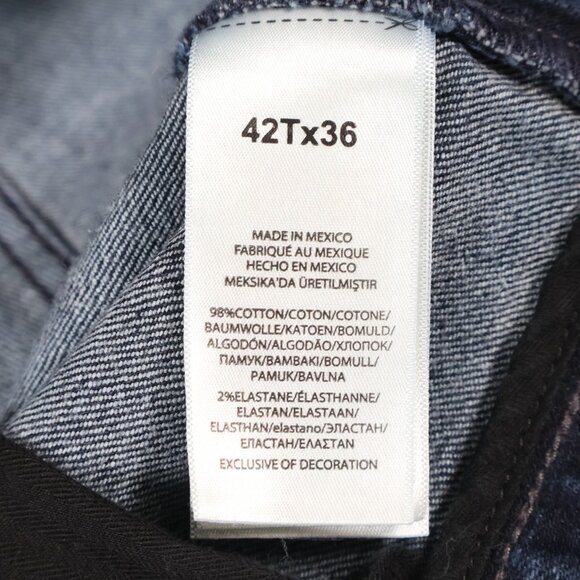 42Tx36
MADE IN MEXICO
FABRIQUÉ AU MEXIQUE
HECHO EN MEXICO
MEKSIKA'DA ÜRETILMIŞTIR
98%COTTON/COTON/COTONE/
BAUMWOLLE/KATOEN/BOMULD/
ALGODÓN/ALGODÃO/ХЛОПОК/
ПАМУК/BAMBAKI/BOMULL/
PAMUK/BAVLNA
2%ELASTANE/ÉLASTHANNE/
ELASTAN/ELASTAAN/
ELASTHAN/elastano/ЭЛАСТАН/
ЕЛАСТАН/ΕΛΑΣΤΑΝ
EXCLUSIVE OF DECORATION